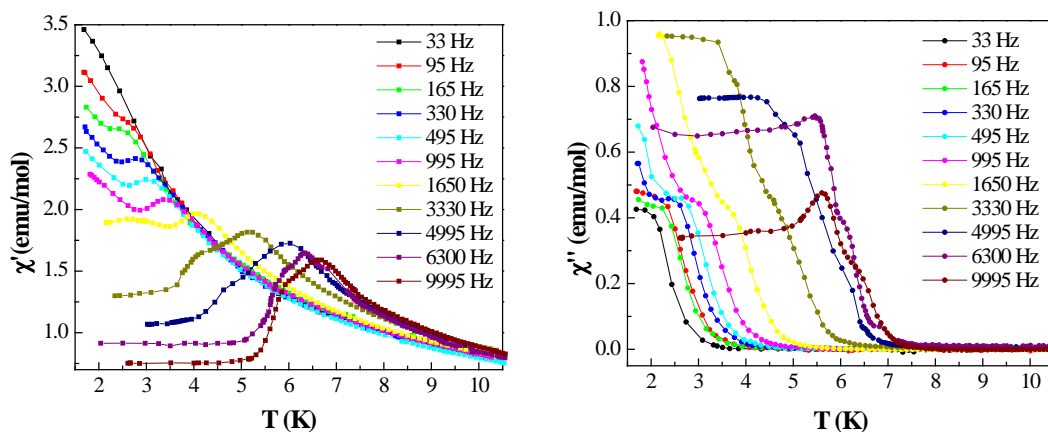 3.5
3.0
2.5
2.0
1.5
1.0
χ'(emu/mol)
2 3 4 5 6 7 8 9 10
T (K)
33 Hz
95 Hz
165 Hz
330 Hz
495 Hz
995 Hz
1650 Hz
3330 Hz
4995 Hz
6300 Hz
9995 Hz
1.0
0.8
0.6
0.4
0.2
0.0
χ'' (emu/mol)
2 3 4 5 6 7 8 9 10
T (K)
33 Hz
95 Hz
165 Hz
330 Hz
495 Hz
995 Hz
1650 Hz
3330 Hz
4995 Hz
6300 Hz
9995 Hz